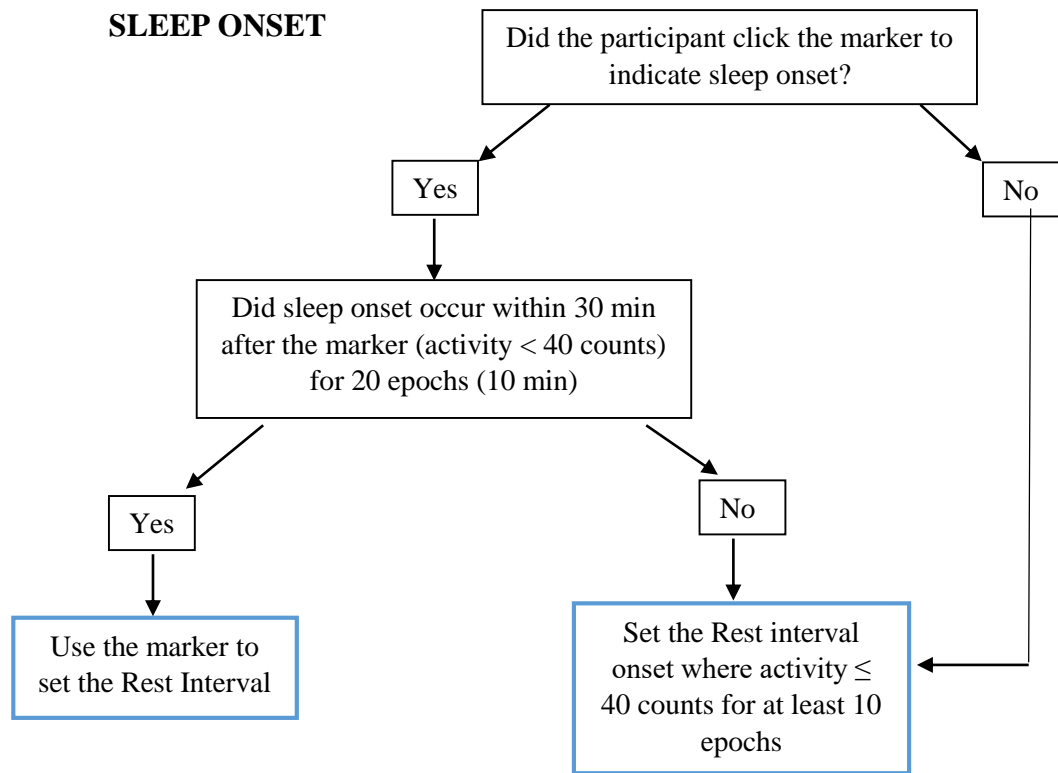 SLEEP ONSET
Did the participant click the marker to
indicate sleep onset?
Yes
No
Did sleep onset occur within 30 min
after the marker (activity < 40 counts)
for 20 epochs (10 min)
Yes
No
Use the marker to
set the Rest Interval
Set the Rest interval
onset where activity ≤
40 counts for at least 10
epochs